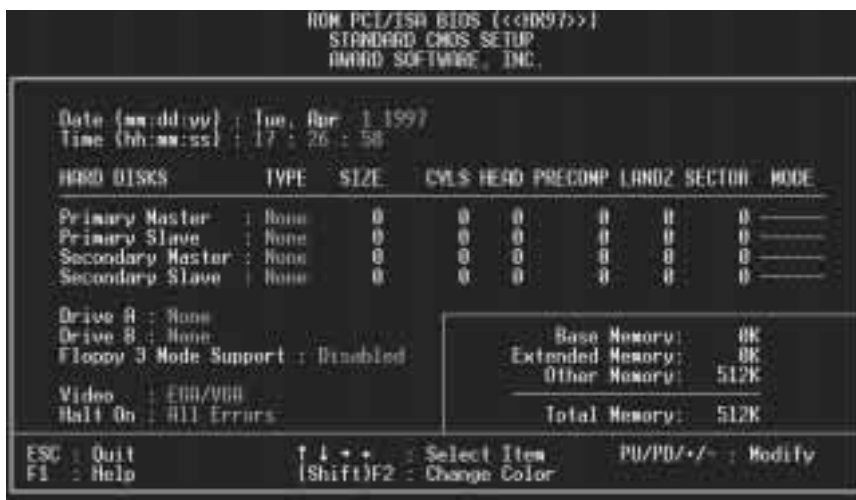 ROM PCI/ISA BIOS (<<HX97>>)
STANDARD CMOS SETUP
AWARD SOFTWARE, INC.
Date (mm:dd:yy) : Tue, Apr 1 1997
Time (hh:mm:ss) : 17 : 26 : 58
HARD DISKS TYPE SIZE CYLS HEAD PRECOMP LANDZ SECTOR MODE
Primary Master : None 0 0 0 0 0 0 ------
Primary Slave : None 0 0 0 0 0 0 ------
Secondary Master : None 0 0 0 0 0 0 ------
Secondary Slave : None 0 0 0 0 0 0 ------
Drive A : None
Drive B : None
Floppy 3 Mode Support : Disabled
Video : EGA/VGA
Halt On : All Errors
Base Memory: 0K
Extended Memory: 0K
Other Memory: 512K
Total Memory: 512K
ESC : Quit ↑ ↓ → ← : Select Item PU/PD/+/- : Modify
F1 : Help (Shift)F2 : Change Color